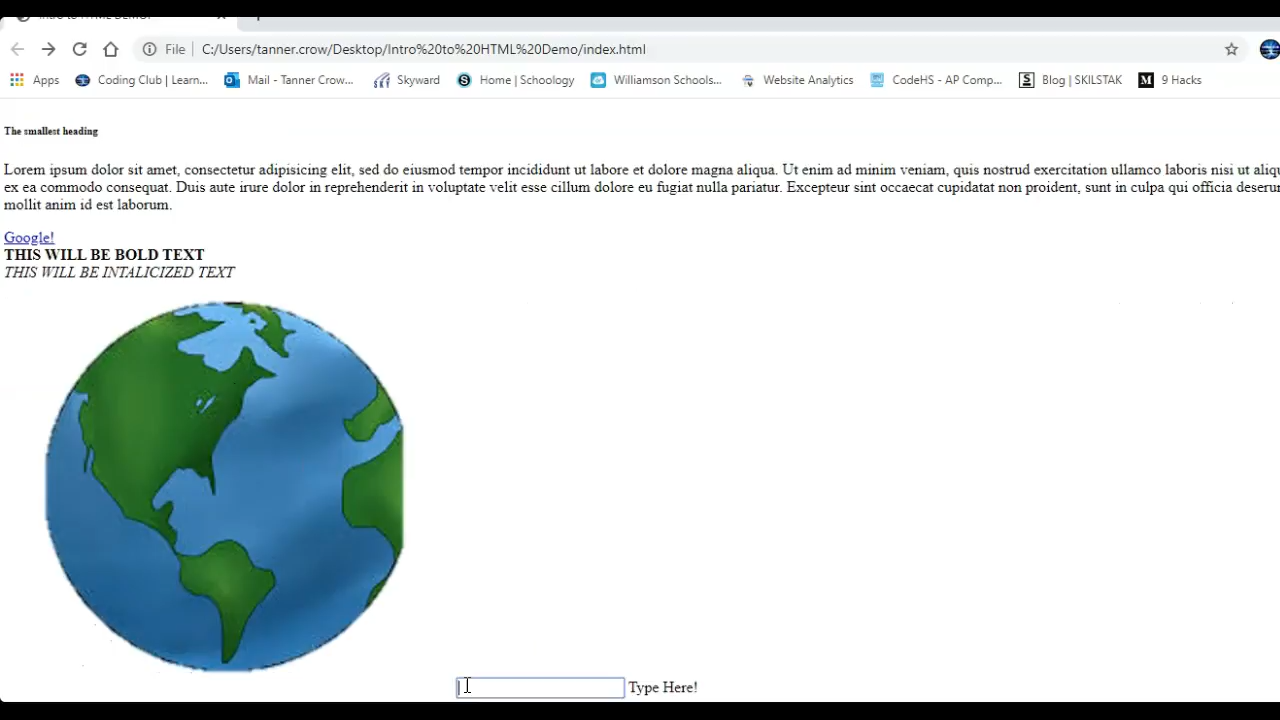 File C:/Users/tanner.crow/Desktop/Intro%20to%20HTML%20Demo/index.html
Apps Coding Club | Learn... Mail - Tanner Crow... Skyward Home | Schoology Williamson Schools... Website Analytics CodeHS - AP Comp... Blog | SKILSTAK 9 Hacks
The smallest heading
Lorem ipsum dolor sit amet, consectetur adipisicing elit, sed do eiusmod tempor incididunt ut labore et dolore magna aliqua. Ut enim ad minim veniam, quis nostrud exercitation ullamco laboris nisi ut
ex ea commodo consequat. Duis aute irure dolor in reprehenderit in voluptate velit esse cillum dolore eu fugiat nulla pariatur. Excepteur sint occaecat cupidatat non proident, sunt in culpa qui officia
mollit anim id est laborum.
Google!
THIS WILL BE BOLD TEXT
THIS WILL BE INTALICIZED TEXT
Type Here!